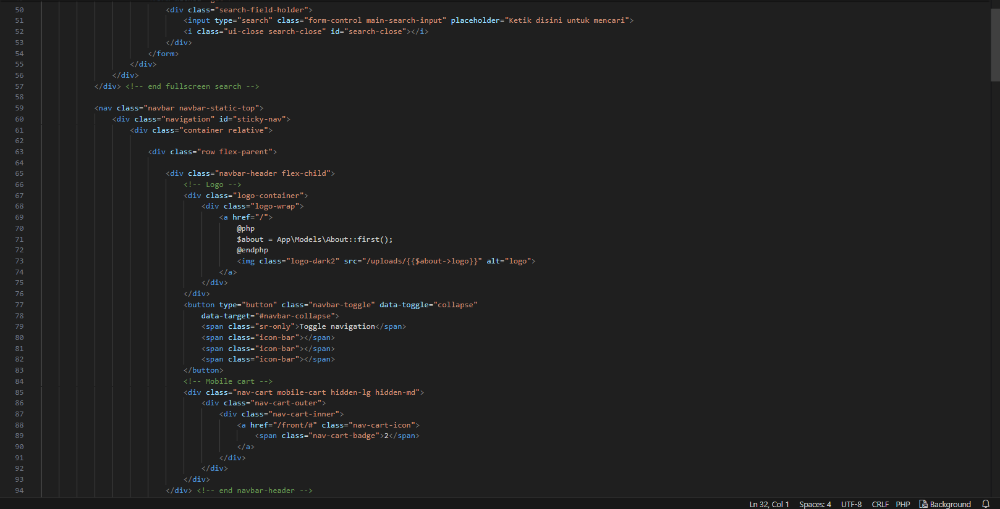 50 <div class="search-field-holder">
51 <input type="search" class="form-control main-search-input" placeholder="Ketik disini untuk mencari">
52 <i class="ui-close search-close" id="search-close"></i>
53 </div>
54 </form>
55 </div>
56 </div>
57 </div> <!-- end fullscreen search -->
58
59 <nav class="navbar navbar-static-top">
60 <div class="navigation" id="sticky-nav">
61 <div class="container relative">
62
63 <div class="row flex-parent">
64
65 <div class="navbar-header flex-child">
66 <!-- Logo -->
67 <div class="logo-container">
68 <div class="logo-wrap">
69 <a href="/">
70 @php
71 $about = App\Models\About::first();
72 @endphp
73 <img class="logo-dark2" src="/uploads/{{$about->logo}}" alt="logo">
74 </a>
75 </div>
76 </div>
77 <button type="button" class="navbar-toggle" data-toggle="collapse"
78 data-target="#navbar-collapse">
79 <span class="sr-only">Toggle navigation</span>
80 <span class="icon-bar"></span>
81 <span class="icon-bar"></span>
82 <span class="icon-bar"></span>
83 </button>
84 <!-- Mobile cart -->
85 <div class="nav-cart mobile-cart hidden-lg hidden-md">
86 <div class="nav-cart-outer">
87 <div class="nav-cart-inner">
88 <a href="/front/#" class="nav-cart-icon">
89 <span class="nav-cart-badge">2</span>
90 </a>
91 </div>
92 </div>
93 </div>
94 </div> <!-- end navbar-header -->
Ln 32, Col 1 Spaces: 4 UTF-8 CRLF PHP Background